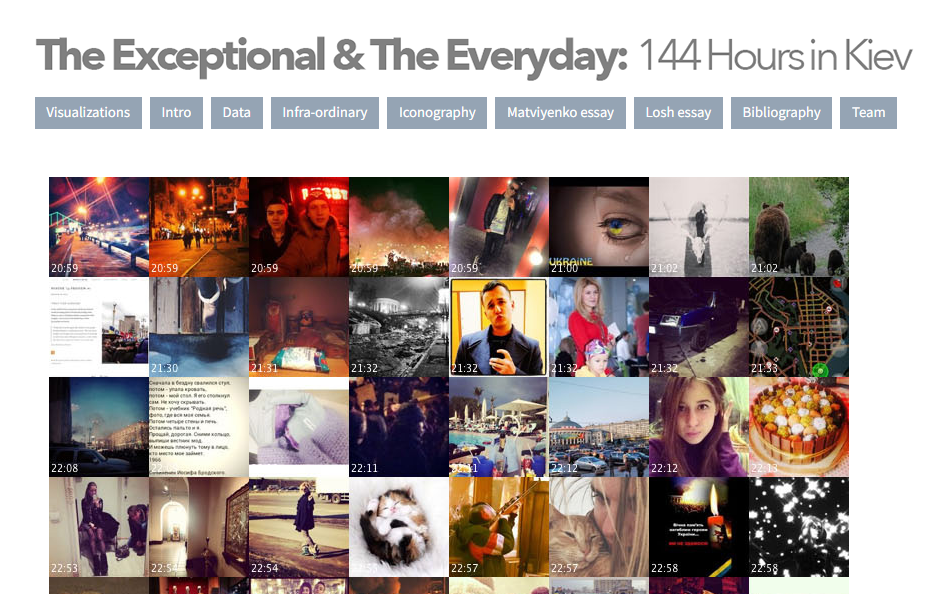 The Exceptional & The Everyday: 144 Hours in Kiev
Visualizations Intro Data Infra-ordinary Iconography Matviyenko essay Losh essay Bibliography Team
20:59 20:59 20:59 20:59 20:59 21:00 21:02 21:02
UKRAINE
21:30 21:31 21:32 21:32 21:32 21:32 21:33
Сначала в бездну свалился стул,
потом - упала кровать,
потом - мой стол. Я его столкнул
сам. Не хочу скрывать.
Потом - учебник "Родная речь",
фото, где вся моя семья.
Потом четыре стены и печь.
Остались пальто и я.
Прощай, дорогая. Сними кольцо,
выпиши вестник мод.
И можешь плюнуть тому в лицо,
кто место мое займет.
1966
Иосифа Бродского.
22:08 22:11 22:11 22:12 22:12 22:13
Вічна пам'ять
загиблим героям
України...
22:53 22:54 22:54 22:57 22:57 22:58 22:58